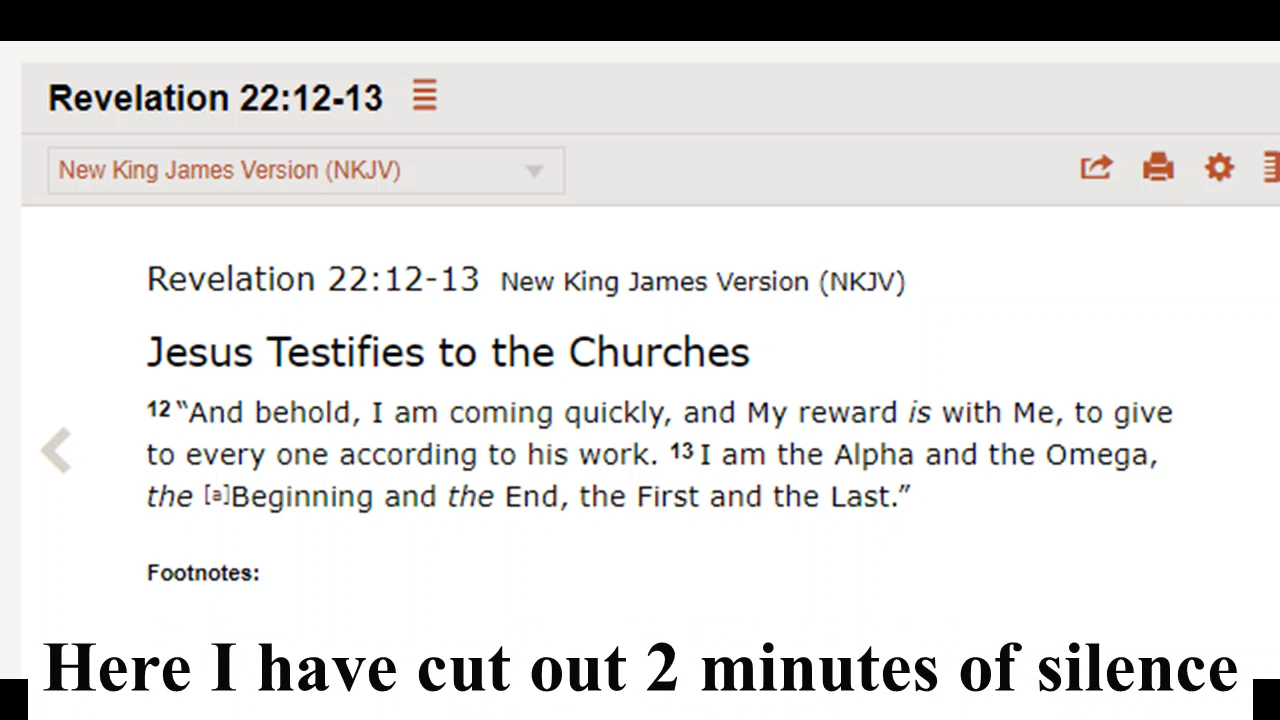 Revelation 22:12-13
New King James Version (NKJV)
Revelation 22:12-13 New King James Version (NKJV)
Jesus Testifies to the Churches
12 “And behold, I am coming quickly, and My reward is with Me, to give
to every one according to his work. 13 I am the Alpha and the Omega,
the [a]Beginning and the End, the First and the Last.”
Footnotes:
Here I have cut out 2 minutes of silence